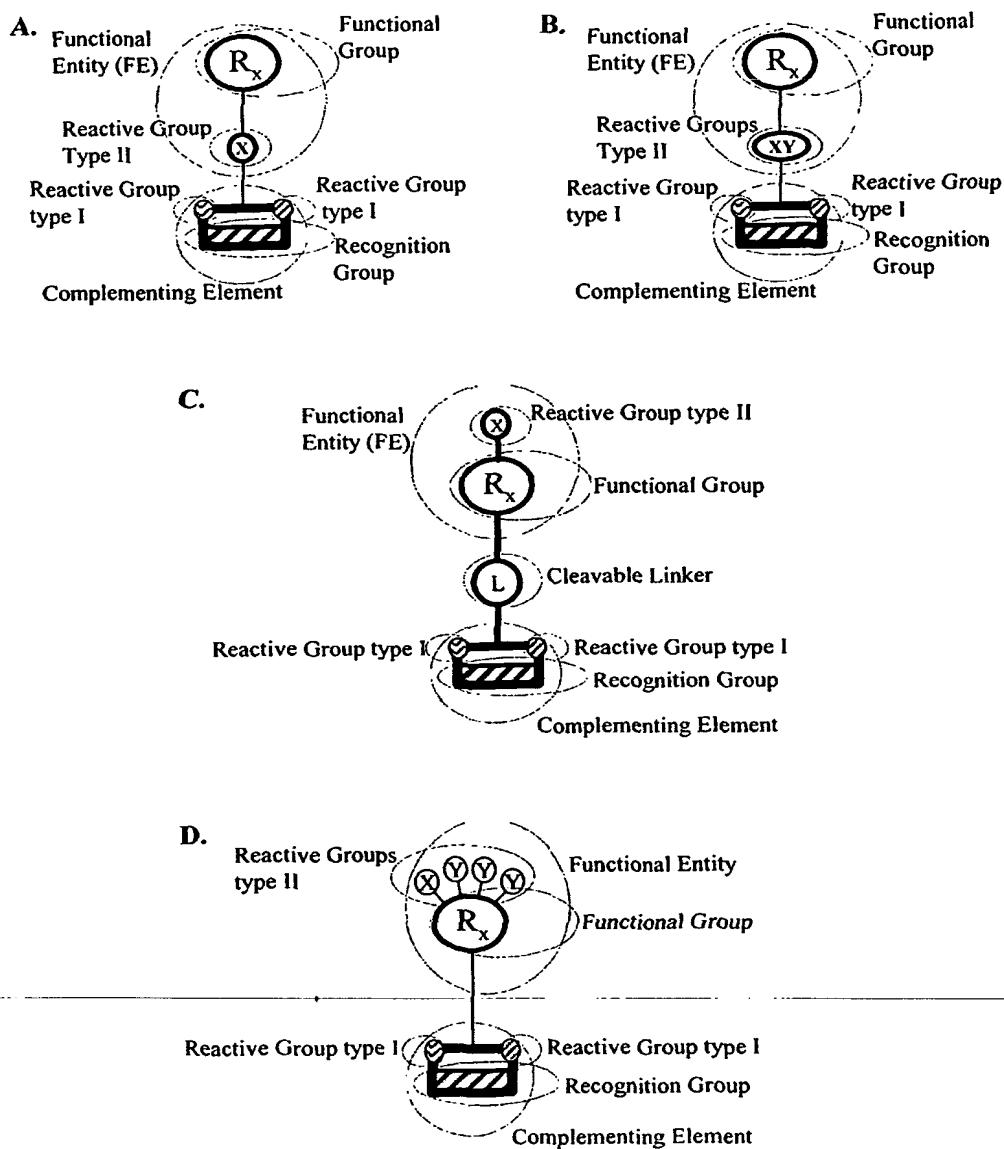 A.
Functional
Entity (FE)
Functional
Group
Rx
Reactive Group
Type II
X
Reactive Group
type I
Reactive Group
type I
Recognition
Group
Complementing Element
B.
Functional
Entity (FE)
Functional
Group
Rx
Reactive Groups
Type II
XY
Reactive Group
type I
Reactive Group
type I
Recognition
Group
Complementing Element
C.
Functional
Entity (FE)
X
Reactive Group type II
Rx
Functional Group
L
Cleavable Linker
Reactive Group type I
Reactive Group type I
Recognition Group
Complementing Element
D.
Reactive Groups
type II
X Y Y Y
Functional Entity
Rx
Functional Group
Reactive Group type I
Reactive Group type I
Recognition Group
Complementing Element